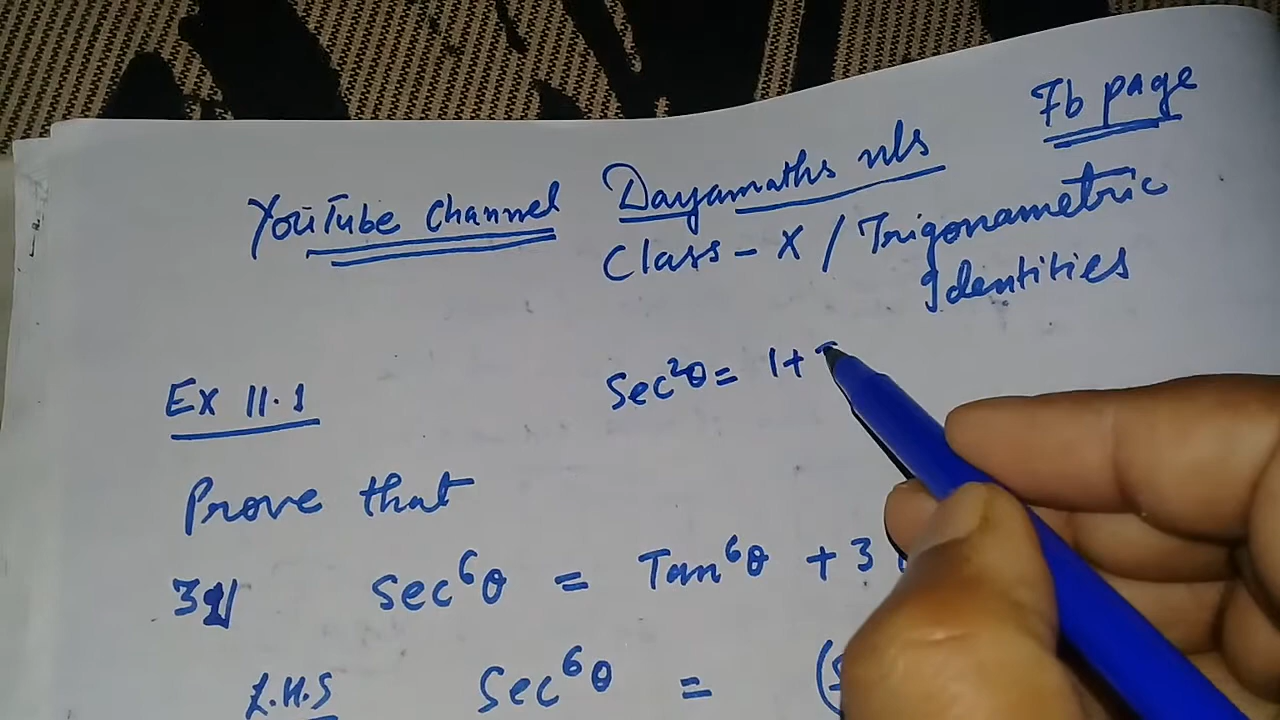 Fb page
YouTube Channel Dayamaths nls
Class - X / Trigonametric
Identities
Sec²θ = 1 +
Ex 11.1
Prove that
Sec⁶θ = Tan⁶θ + 3
L.H.S Sec⁶θ = (